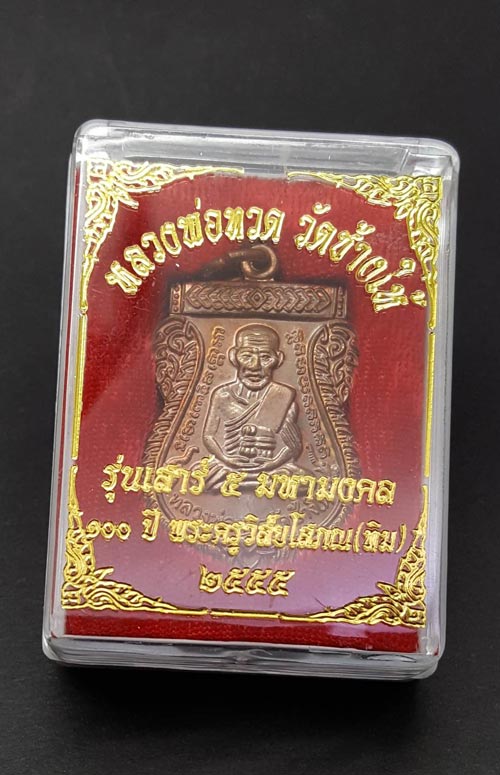 หลวงพ่อทวด วัดช้างให้
รุ่นเสาร์ ๕ มหามงคล
๑๐๐ ปี พระครูวิสัยโสภณ(ทิม)
๒๕๕๕